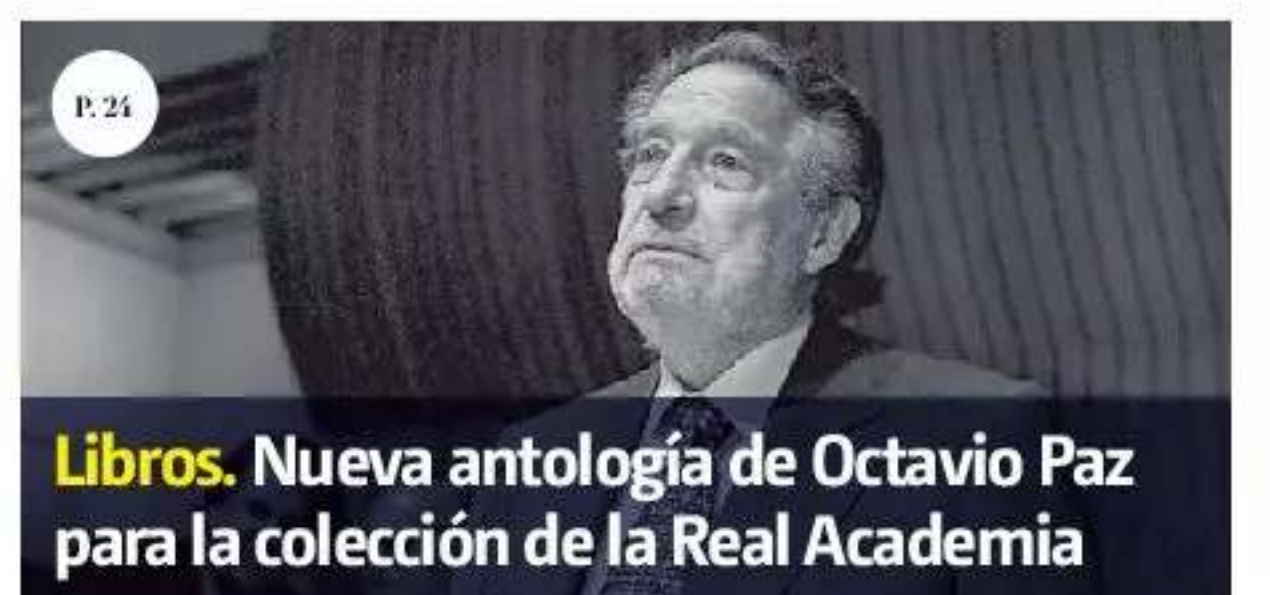 P. 24
Libros. Nueva antología de Octavio Paz
para la colección de la Real Academia